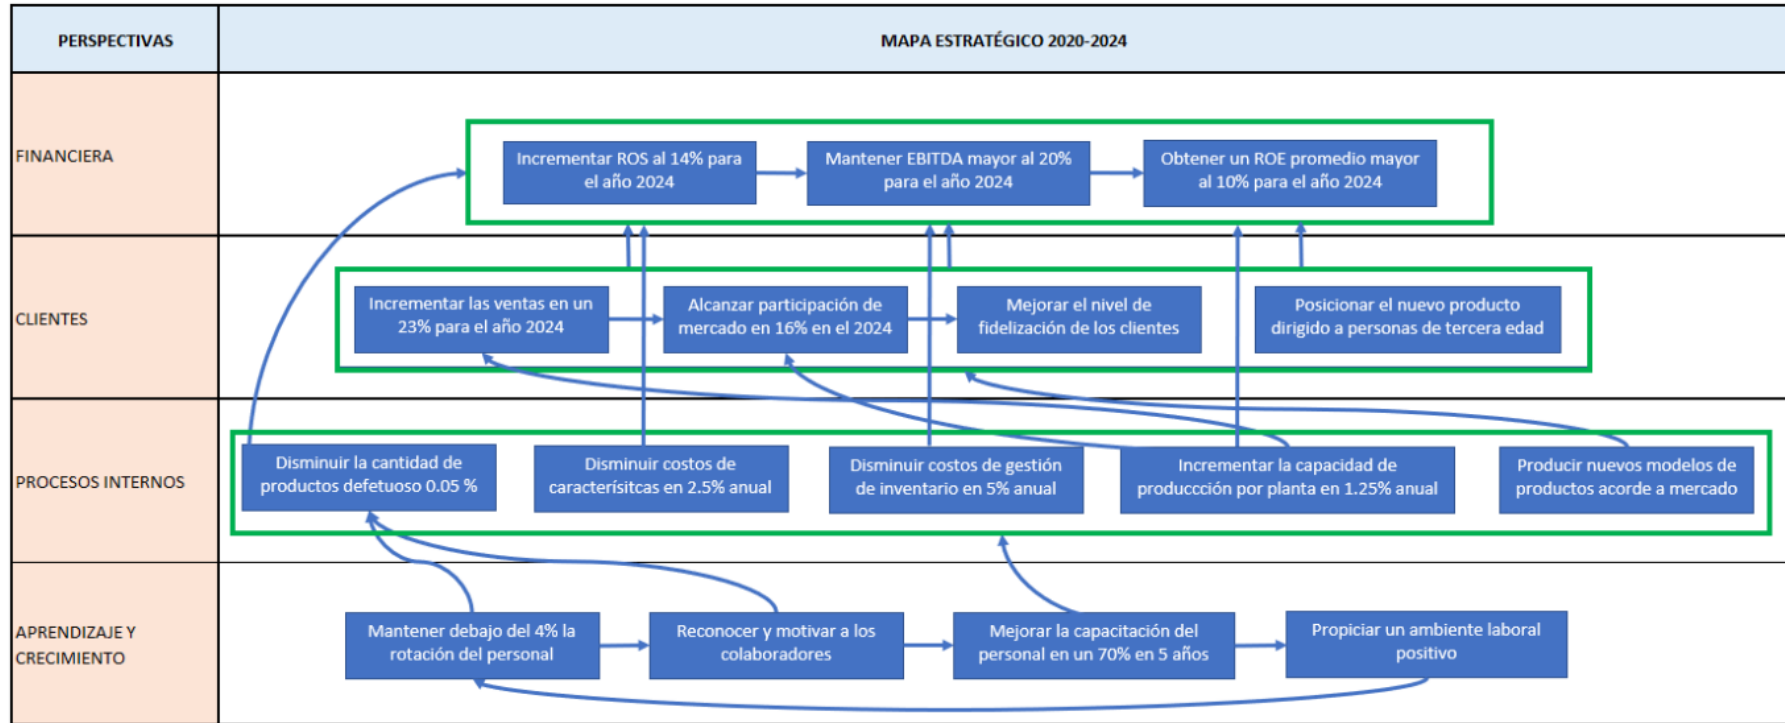 PERSPECTIVAS
MAPA ESTRATÉGICO 2020-2024
FINANCIERA
Incrementar ROS al 14% para
el año 2024
Mantener EBITDA mayor al 20%
para el año 2024
Obtener un ROE promedio mayor
al 10% para el año 2024
CLIENTES
Incrementar las ventas en un
23% para el año 2024
Alcanzar participación de
mercado en 16% en el 2024
Mejorar el nivel de
fidelización de los clientes
Posicionar el nuevo producto
dirigido a personas de tercera edad
PROCESOS INTERNOS
Disminuir la cantidad de
productos defetuoso 0.05 %
Disminuir costos de
caracterísitcas en 2.5% anual
Disminuir costos de gestión
de inventario en 5% anual
Incrementar la capacidad de
produccción por planta en 1.25% anual
Producir nuevos modelos de
productos acorde a mercado
APRENDIZAJE Y
CRECIMIENTO
Mantener debajo del 4% la
rotación del personal
Reconocer y motivar a los
colaboradores
Mejorar la capacitación del
personal en un 70% en 5 años
Propiciar un ambiente laboral
positivo